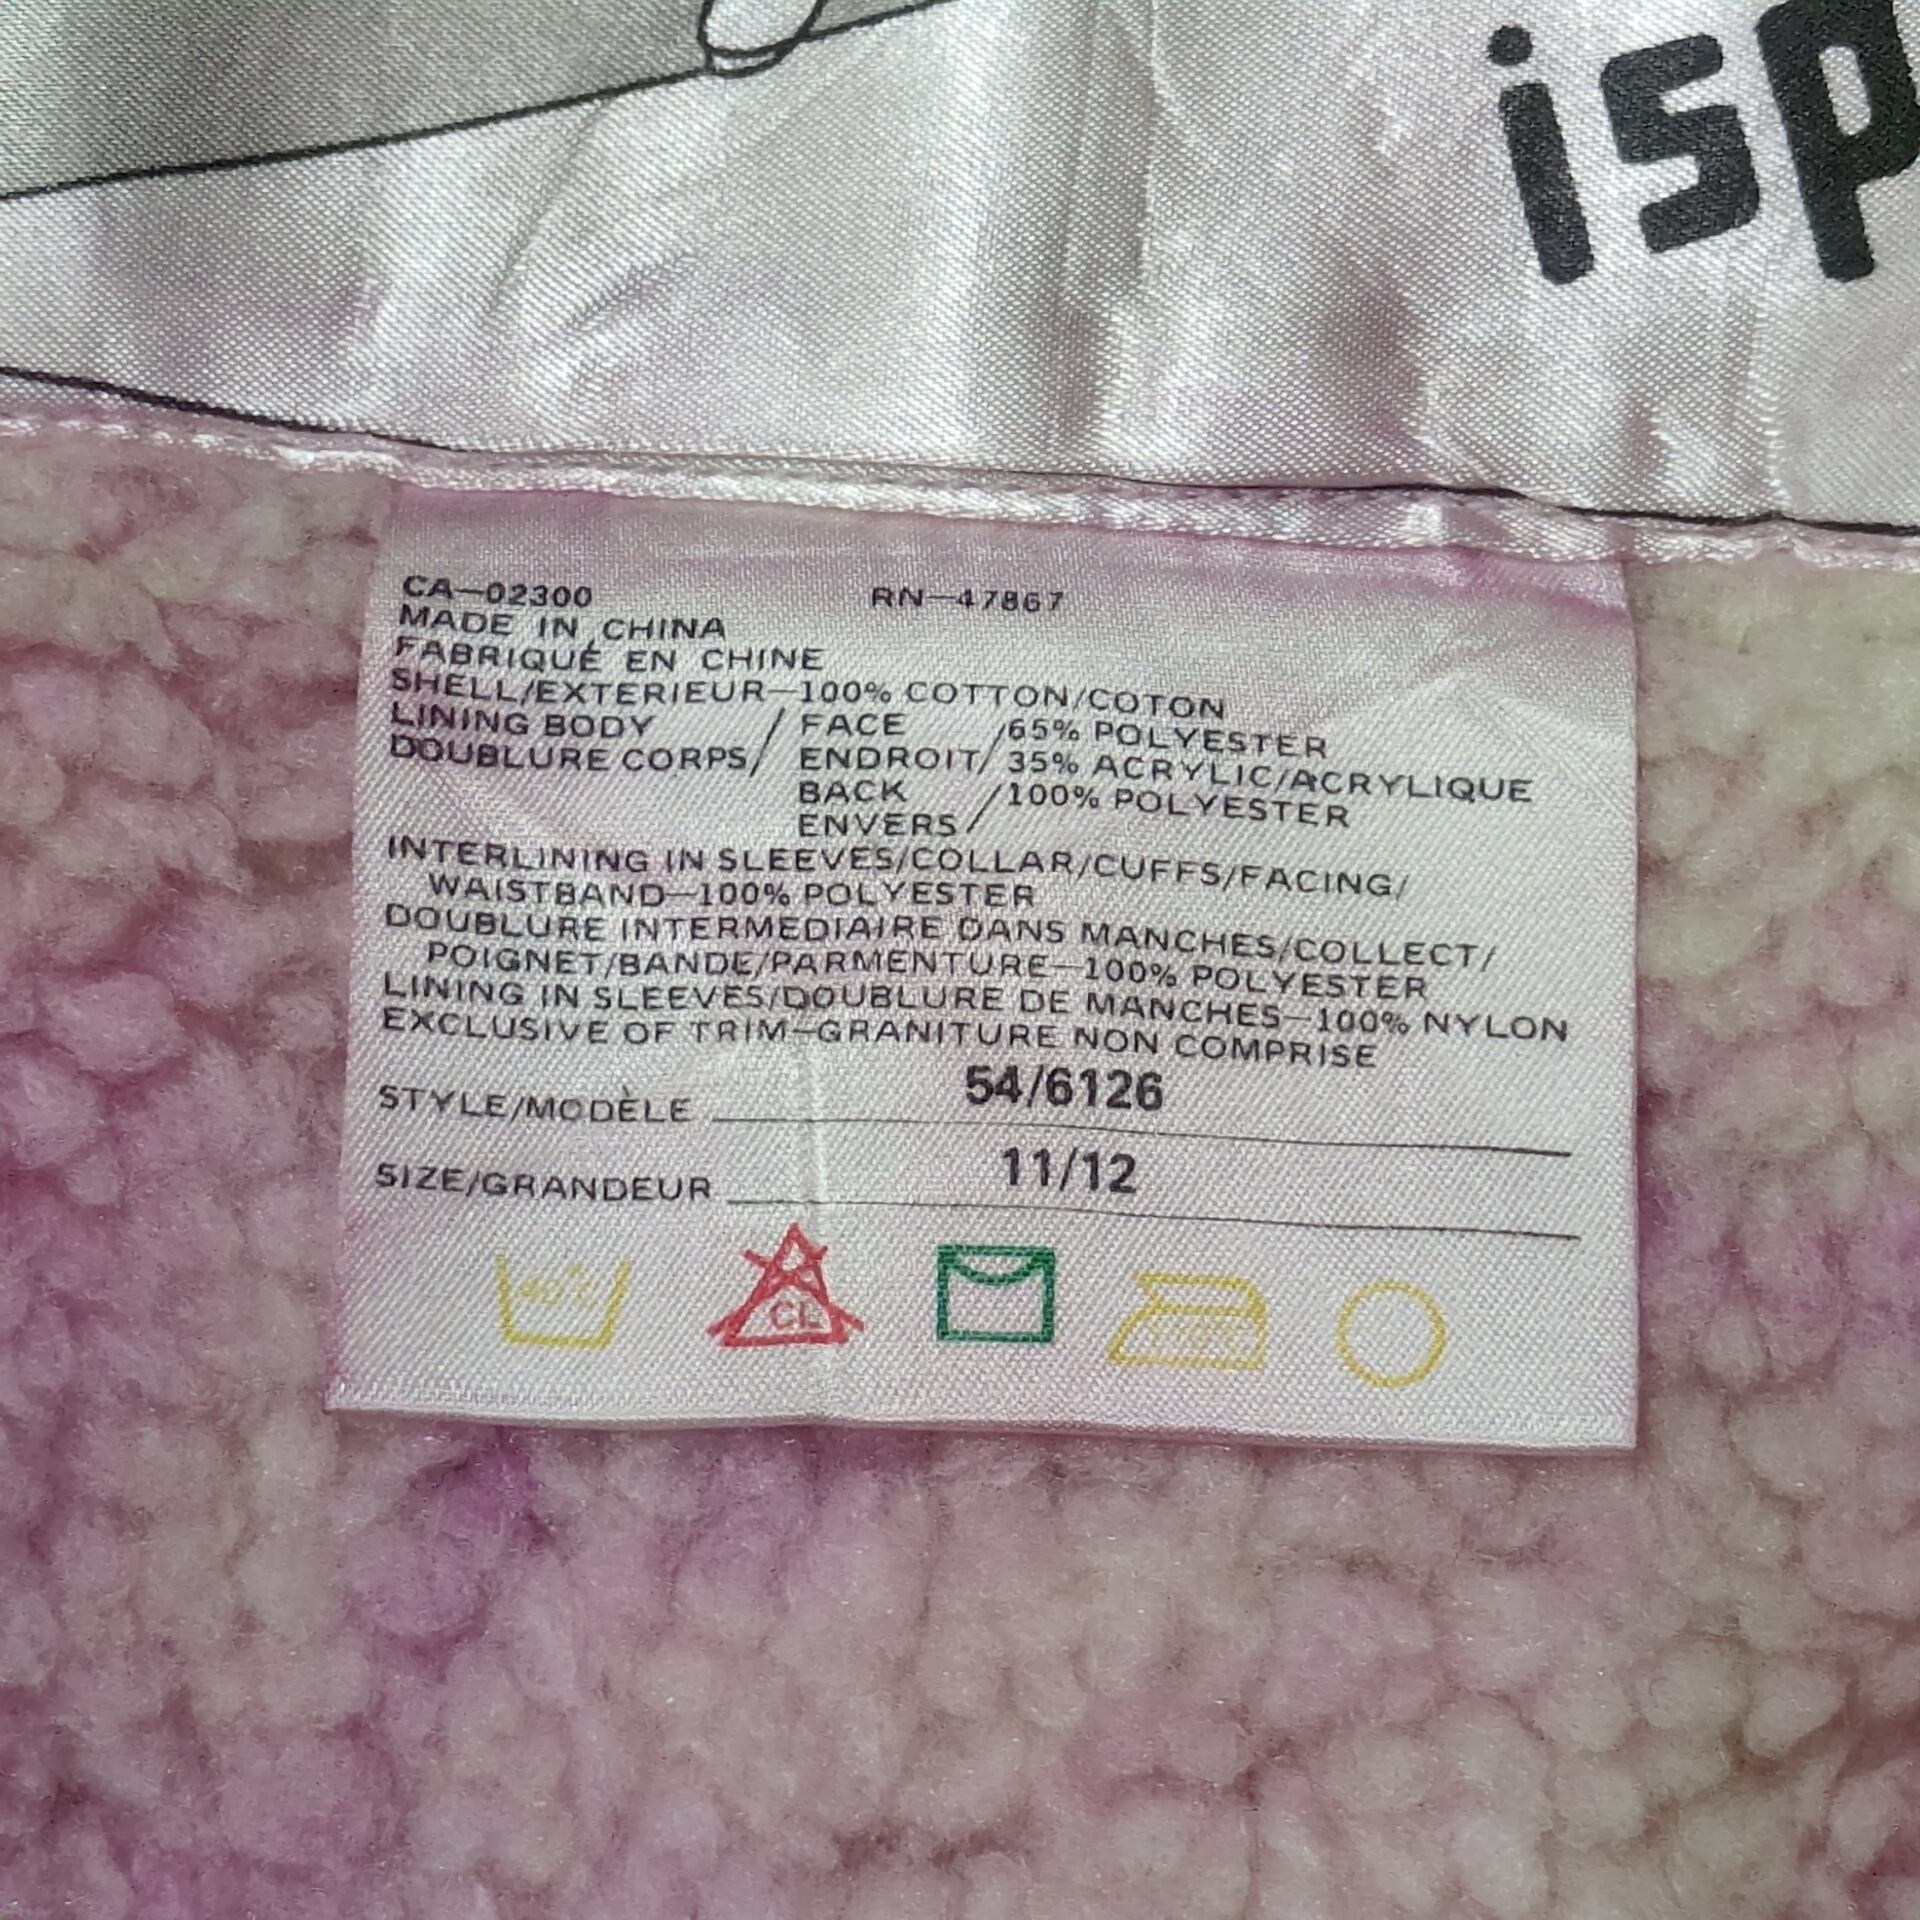 isp
CA—02300 RN—47867
MADE IN CHINA
FABRIQUÉ EN CHINE
SHELL/EXTERIEUR—100% COTTON/COTON
LINING BODY / FACE /65% POLYESTER
DOUBLURE CORPS/ ENDROIT/ 35% ACRYLIC/ACRYLIQUE
BACK /100% POLYESTER
ENVERS/
INTERLINING IN SLEEVES/COLLAR/CUFFS/FACING/
WAISTBAND—100% POLYESTER
DOUBLURE INTERMEDIAIRE DANS MANCHES/COLLECT/
POIGNET/BANDE/PARMENTURE—100% POLYESTER
LINING IN SLEEVES/DOUBLURE DE MANCHES—100% NYLON
EXCLUSIVE OF TRIM—GRANITURE NON COMPRISE
STYLE/MODÈLE 54/6126
SIZE/GRANDEUR 11/12
40°C CL